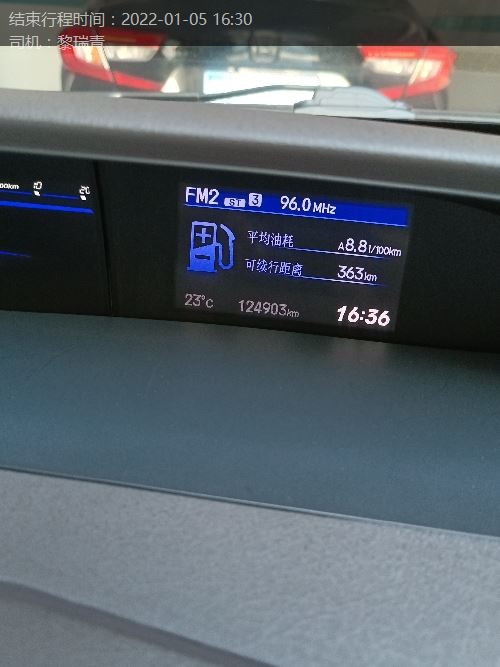 结束行程时间：2022-01-05 16:30
司机：黎瑞青
FM2 ST 3 96.0MHz
平均油耗 A8.8l/100km
可续行距离 363km
23°C 124903km 16:36